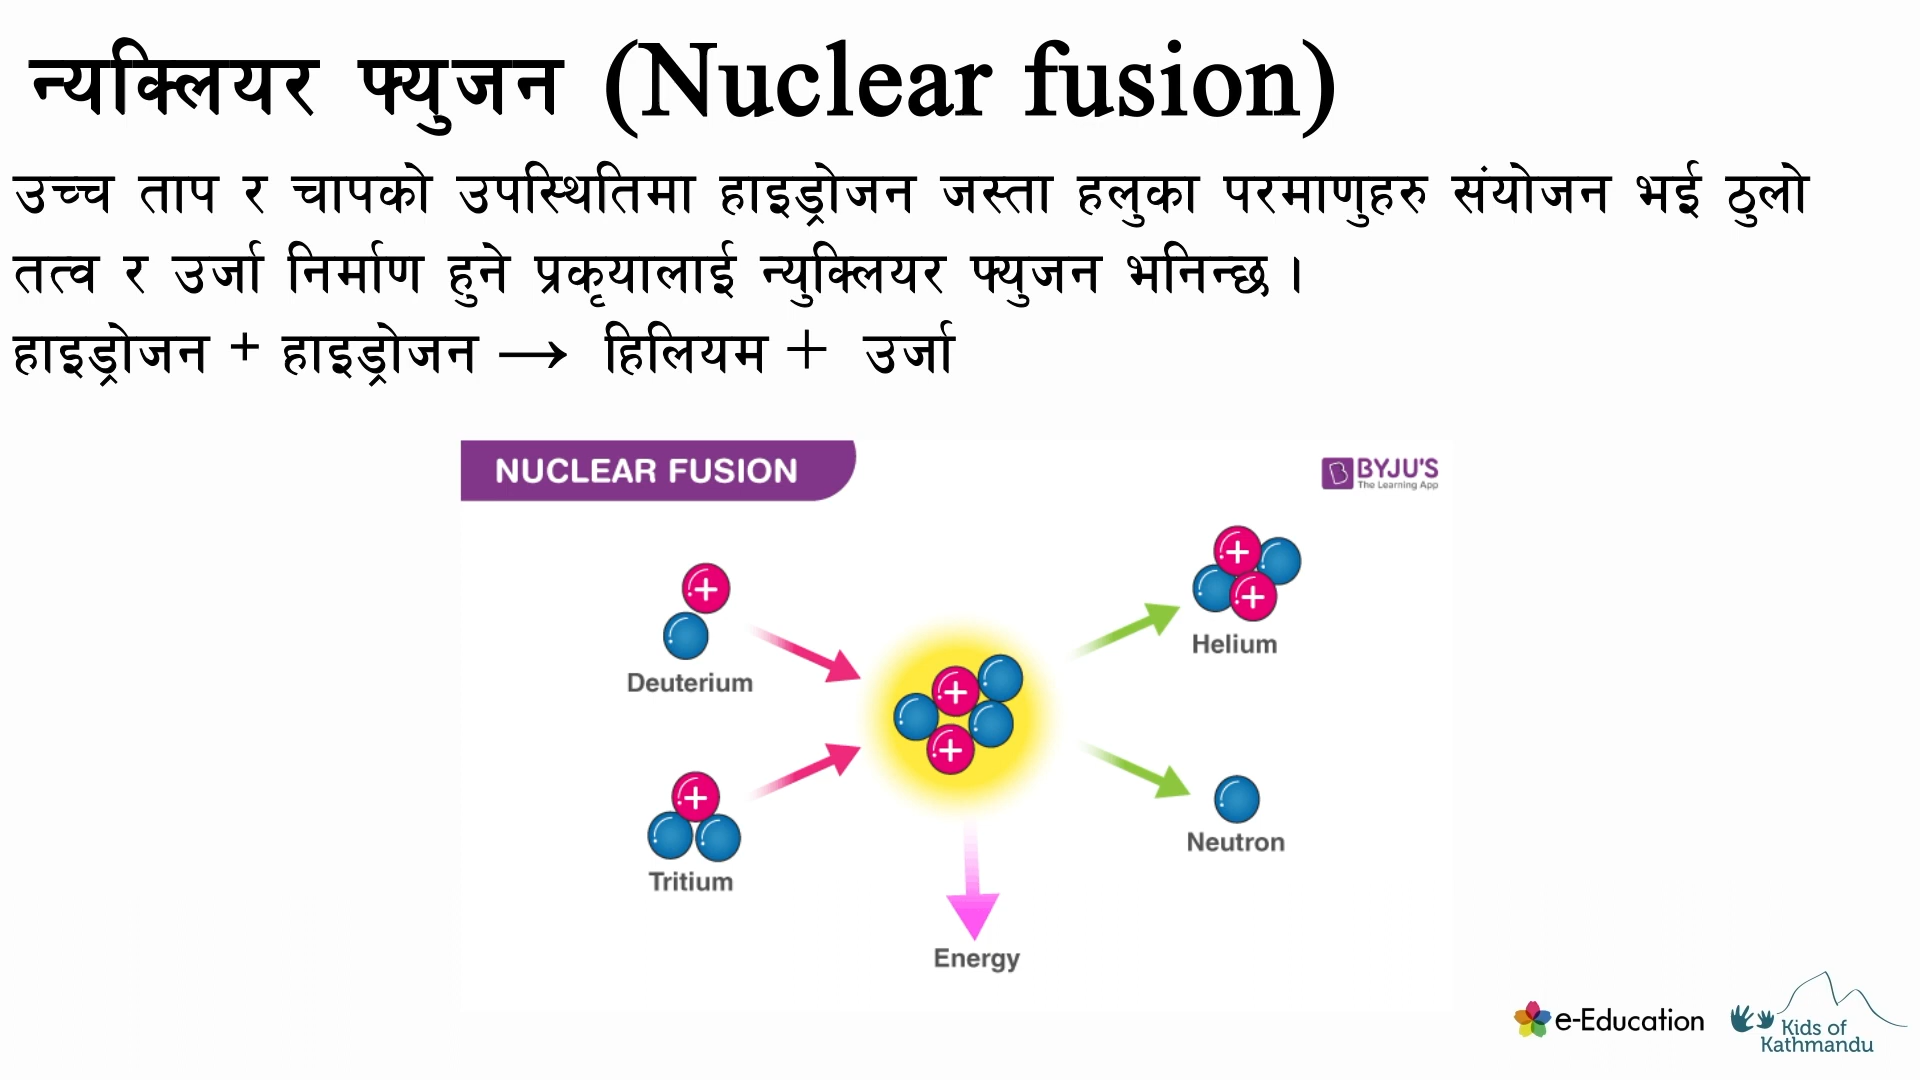 न्यक्लियर फ्युजन (Nuclear fusion)
उच्च ताप र चापको उपस्थितिमा हाइड्रोजन जस्ता हलुका परमाणुहरु संयोजन भई ठुलो
तत्व र उर्जा निर्माण हुने प्रकृयालाई न्युक्लियर फ्युजन भनिन्छ ।
हाइड्रोजन + हाइड्रोजन → हिलियम + उर्जा
NUCLEAR FUSION
BYJU'S
The Learning App
Deuterium
Helium
Tritium
Neutron
Energy
e-Education
Kids of
Kathmandu